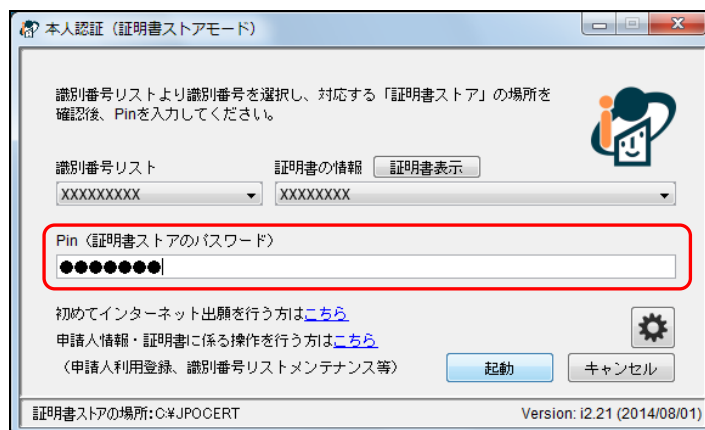 本人認証（証明書ストアモード）
識別番号リストより識別番号を選択し、対応する「証明書ストア」の場所を
確認後、Pinを入力してください。
識別番号リスト 証明書の情報 証明書表示
XXXXXXXXX XXXXXXXX
Pin（証明書ストアのパスワード）
●●●●●●●
初めてインターネット出願を行う方はこちら
申請人情報・証明書に係る操作を行う方はこちら
（申請人利用登録、識別番号リストメンテナンス等） 起動 キャンセル
証明書ストアの場所:C:¥JPOCERT Version: i2.21 (2014/08/01)